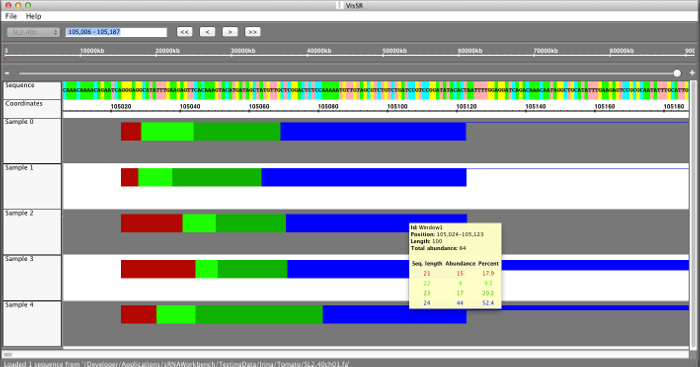 VisSR
File Help
SL2.40c... 105,006 - 105,187 << < > >>
0 10000kb 20000kb 30000kb 40000kb 50000kb 60000kb 70000kb 80000kb 900
- +
Sequence
Coordinates 105020 105040 105060 105080 105100 105120 105140 105160 105180
Sample 0
Sample 1
Sample 2
Id: Window1
Position: 105,024-105,123
Length: 100
Total abundance: 84
Seq. length Abundance Percent
21 15 17.9
22 8 9.5
23 17 20.2
24 44 52.4
Sample 3
Sample 4
Loaded 1 sequence from '/Developer/Applications/sRNAWorkbench/TestingData/Irina/Tomato/SL2.40ch01.fa'